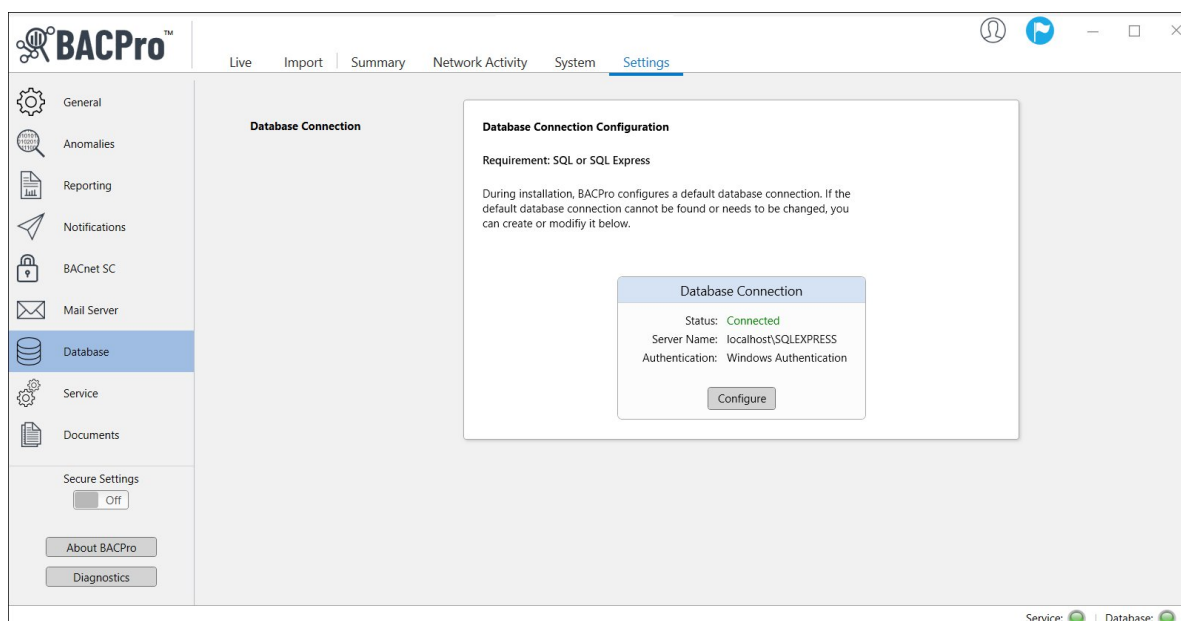 BACPro™
Live Import Summary Network Activity System Settings
General
Anomalies
Reporting
Notifications
BACnet SC
Mail Server
Database
Service
Documents
Secure Settings
Off
About BACPro
Diagnostics
Database Connection
Database Connection Configuration
Requirement: SQL or SQL Express
During installation, BACPro configures a default database connection. If the
default database connection cannot be found or needs to be changed, you
can create or modifiy it below.
Database Connection
Status: Connected
Server Name: localhost\SQLEXPRESS
Authentication: Windows Authentication
Configure
Service: Database: